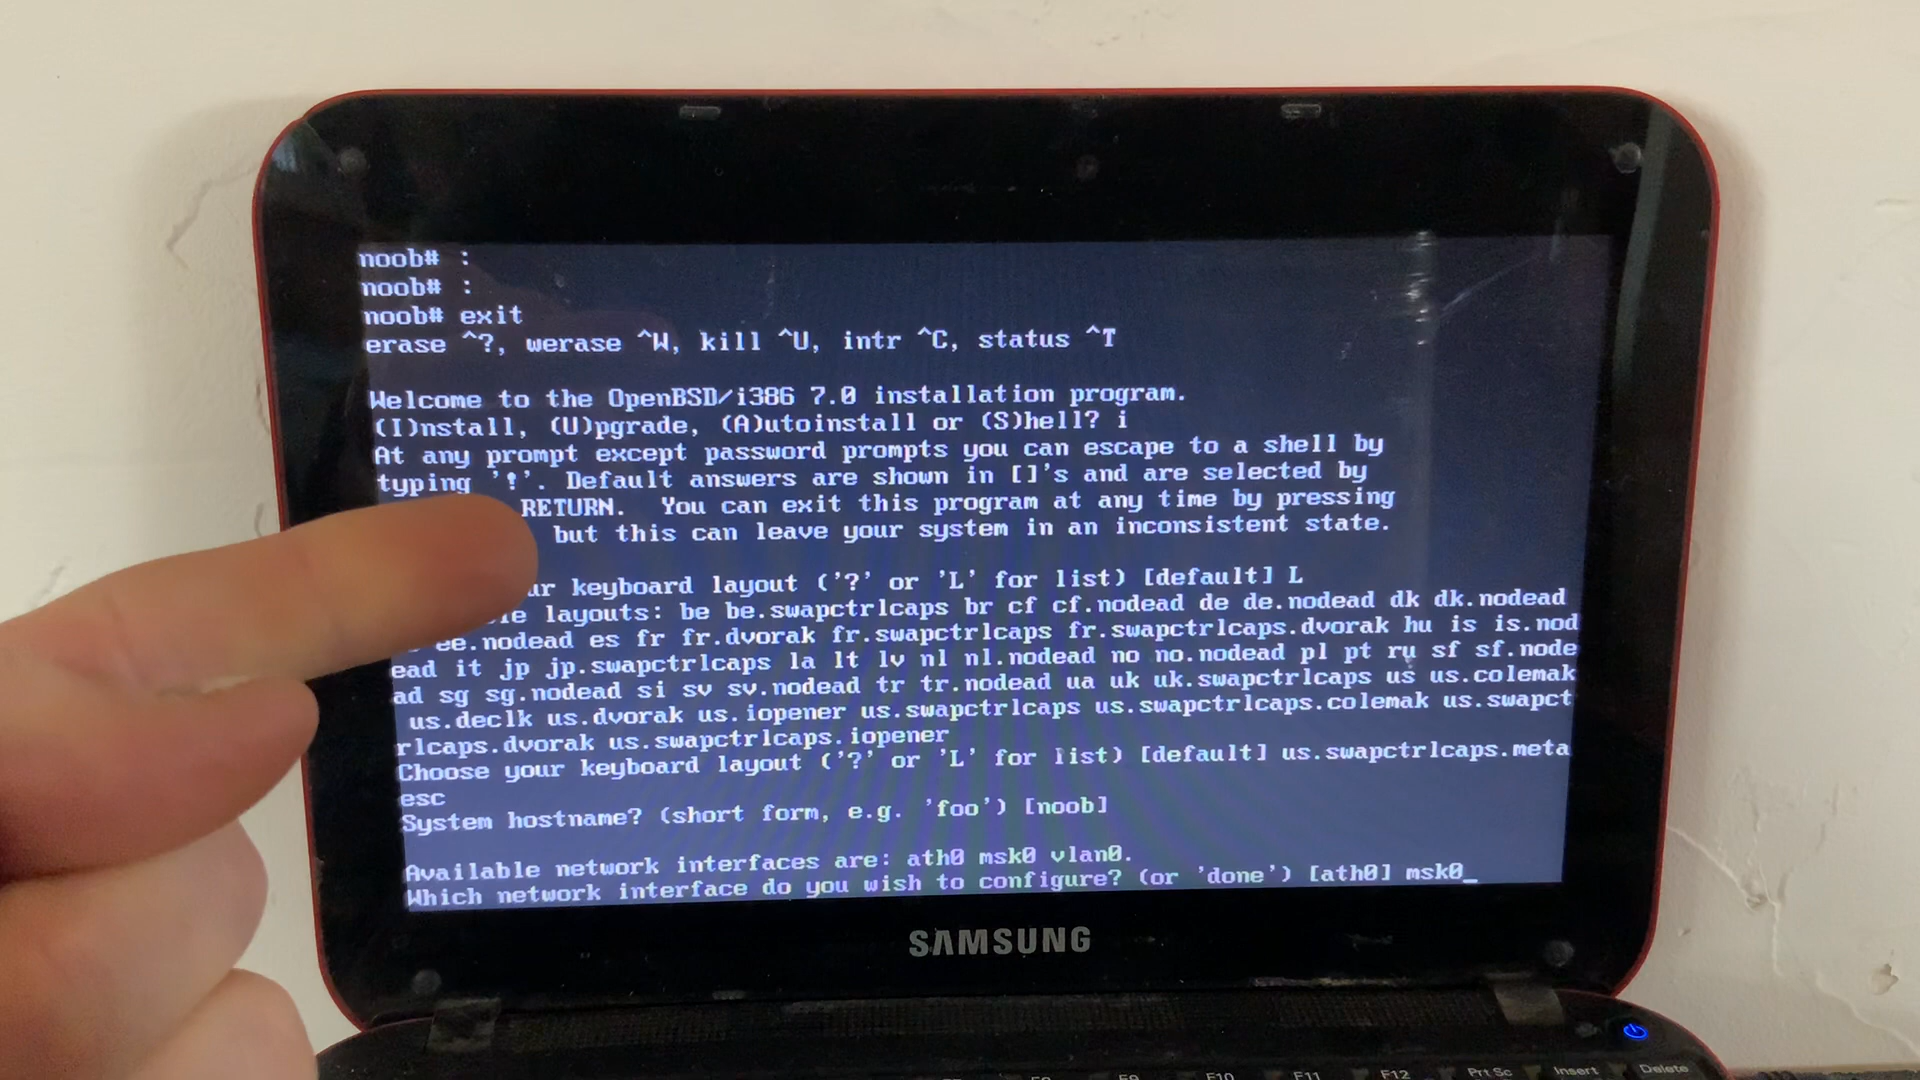 noob# :
noob# :
noob# exit
erase ^?, werase ^W, kill ^U, intr ^C, status ^T
Welcome to the OpenBSD/i386 7.0 installation program.
(I)nstall, (U)pgrade, (A)utoinstall or (S)hell? i
At any prompt except password prompts you can escape to a shell by
typing '!'. Default answers are shown in []'s and are selected by
RETURN.  You can exit this program at any time by pressing
but this can leave your system in an inconsistent state.
ur keyboard layout ('?' or 'L' for list) [default] L
le layouts: be be.swapctrlcaps br cf cf.nodead de de.nodead dk dk.nodead
ee.nodead es fr fr.dvorak fr.swapctrlcaps fr.swapctrlcaps.dvorak hu is is.nod
ead it jp jp.swapctrlcaps la lt lv nl nl.nodead no no.nodead pl pt ru sf sf.node
ad sg sg.nodead si sv sv.nodead tr tr.nodead ua uk uk.swapctrlcaps us us.colemak
us.declk us.dvorak us.iopener us.swapctrlcaps us.swapctrlcaps.colemak us.swapct
rlcaps.dvorak us.swapctrlcaps.iopener
Choose your keyboard layout ('?' or 'L' for list) [default] us.swapctrlcaps.meta
esc
System hostname? (short form, e.g. 'foo') [noob]
Available network interfaces are: ath0 msk0 vlan0.
Which network interface do you wish to configure? (or 'done') [ath0] msk0_
SAMSUNG
F9 F10 F11 F12 Prt Sc Insert Delete